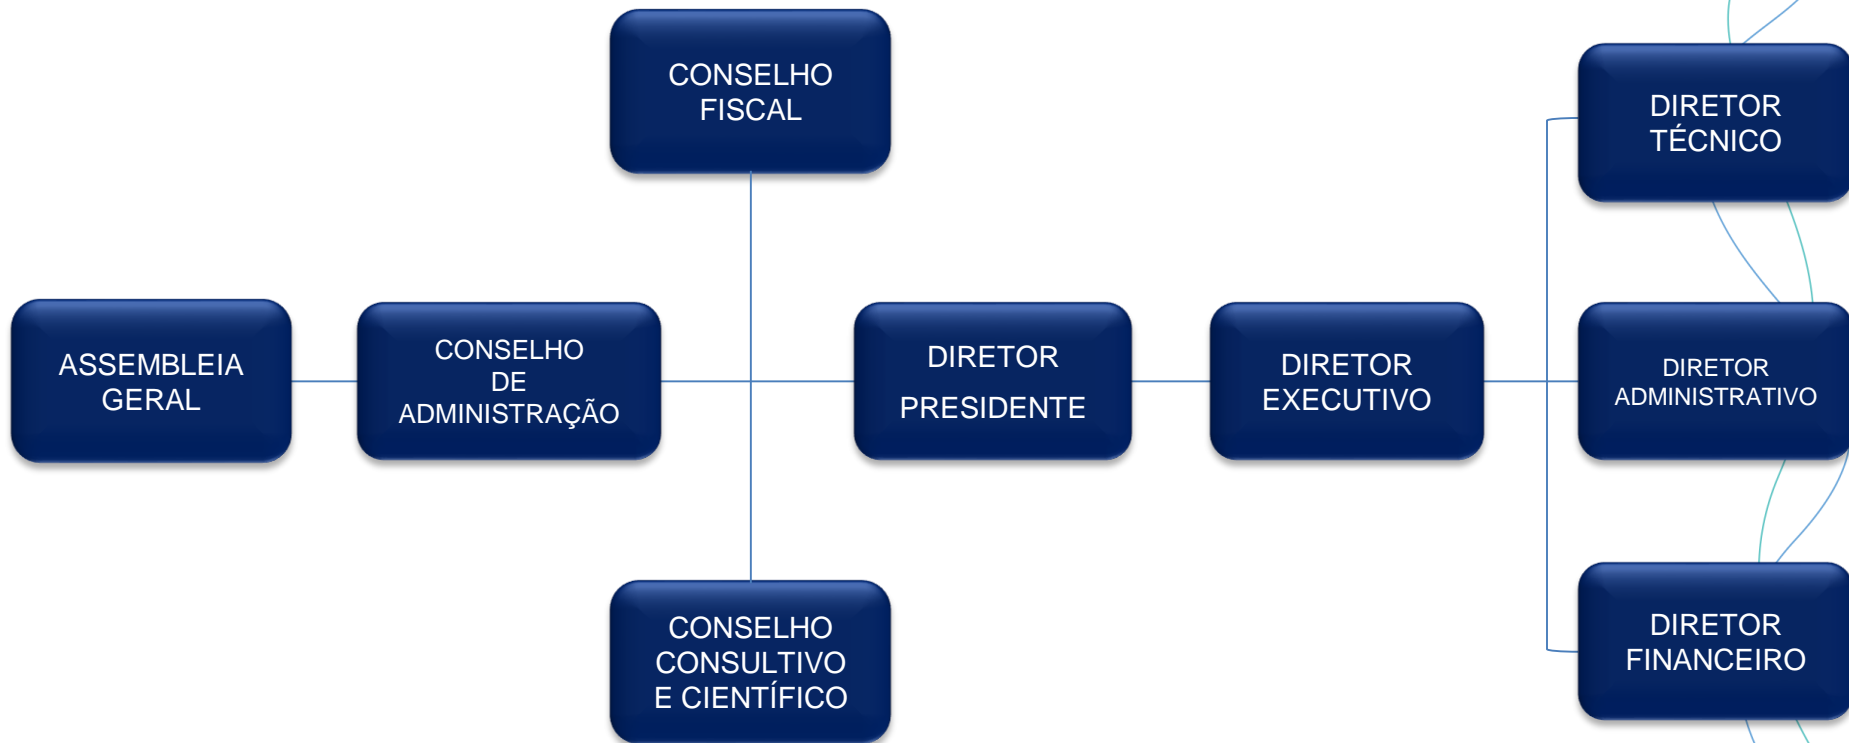 CONSELHO
FISCAL
DIRETOR
TÉCNICO
ASSEMBLEIA
GERAL
CONSELHO
DE
ADMINISTRAÇÃO
DIRETOR
PRESIDENTE
DIRETOR
EXECUTIVO
DIRETOR
ADMINISTRATIVO
CONSELHO
CONSULTIVO
E CIENTÍFICO
DIRETOR
FINANCEIRO